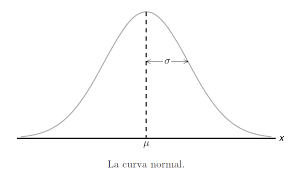 σ
x
μ
La curva normal.